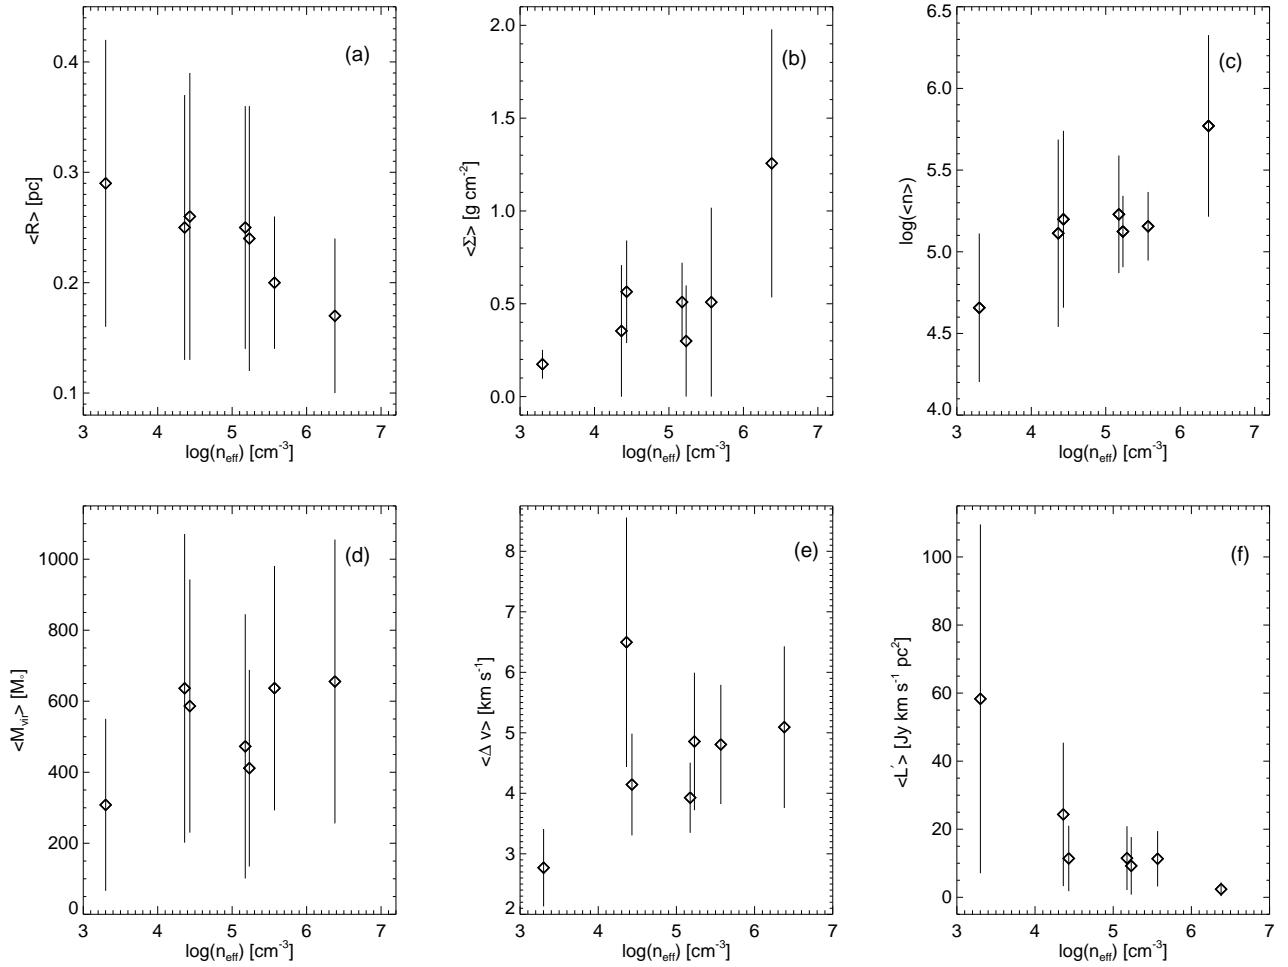 (a)
<R> [pc]
0.4
0.3
0.2
0.1
3 4 5 6 7
log(n_eff) [cm^-3]
(b)
<Σ> [g cm^-2]
2.0
1.5
1.0
0.5
0.0
3 4 5 6 7
log(n_eff) [cm^-3]
(c)
log(<n>)
6.5
6.0
5.5
5.0
4.5
4.0
3 4 5 6 7
log(n_eff) [cm^-3]
(d)
<M_vir> [M_☉]
1000
800
600
400
200
0
3 4 5 6 7
log(n_eff) [cm^-3]
(e)
<Δ v> [km s^-1]
8
7
6
5
4
3
2
3 4 5 6 7
log(n_eff) [cm^-3]
(f)
<L'> [Jy km s^-1 pc^2]
100
80
60
40
20
0
3 4 5 6 7
log(n_eff) [cm^-3]